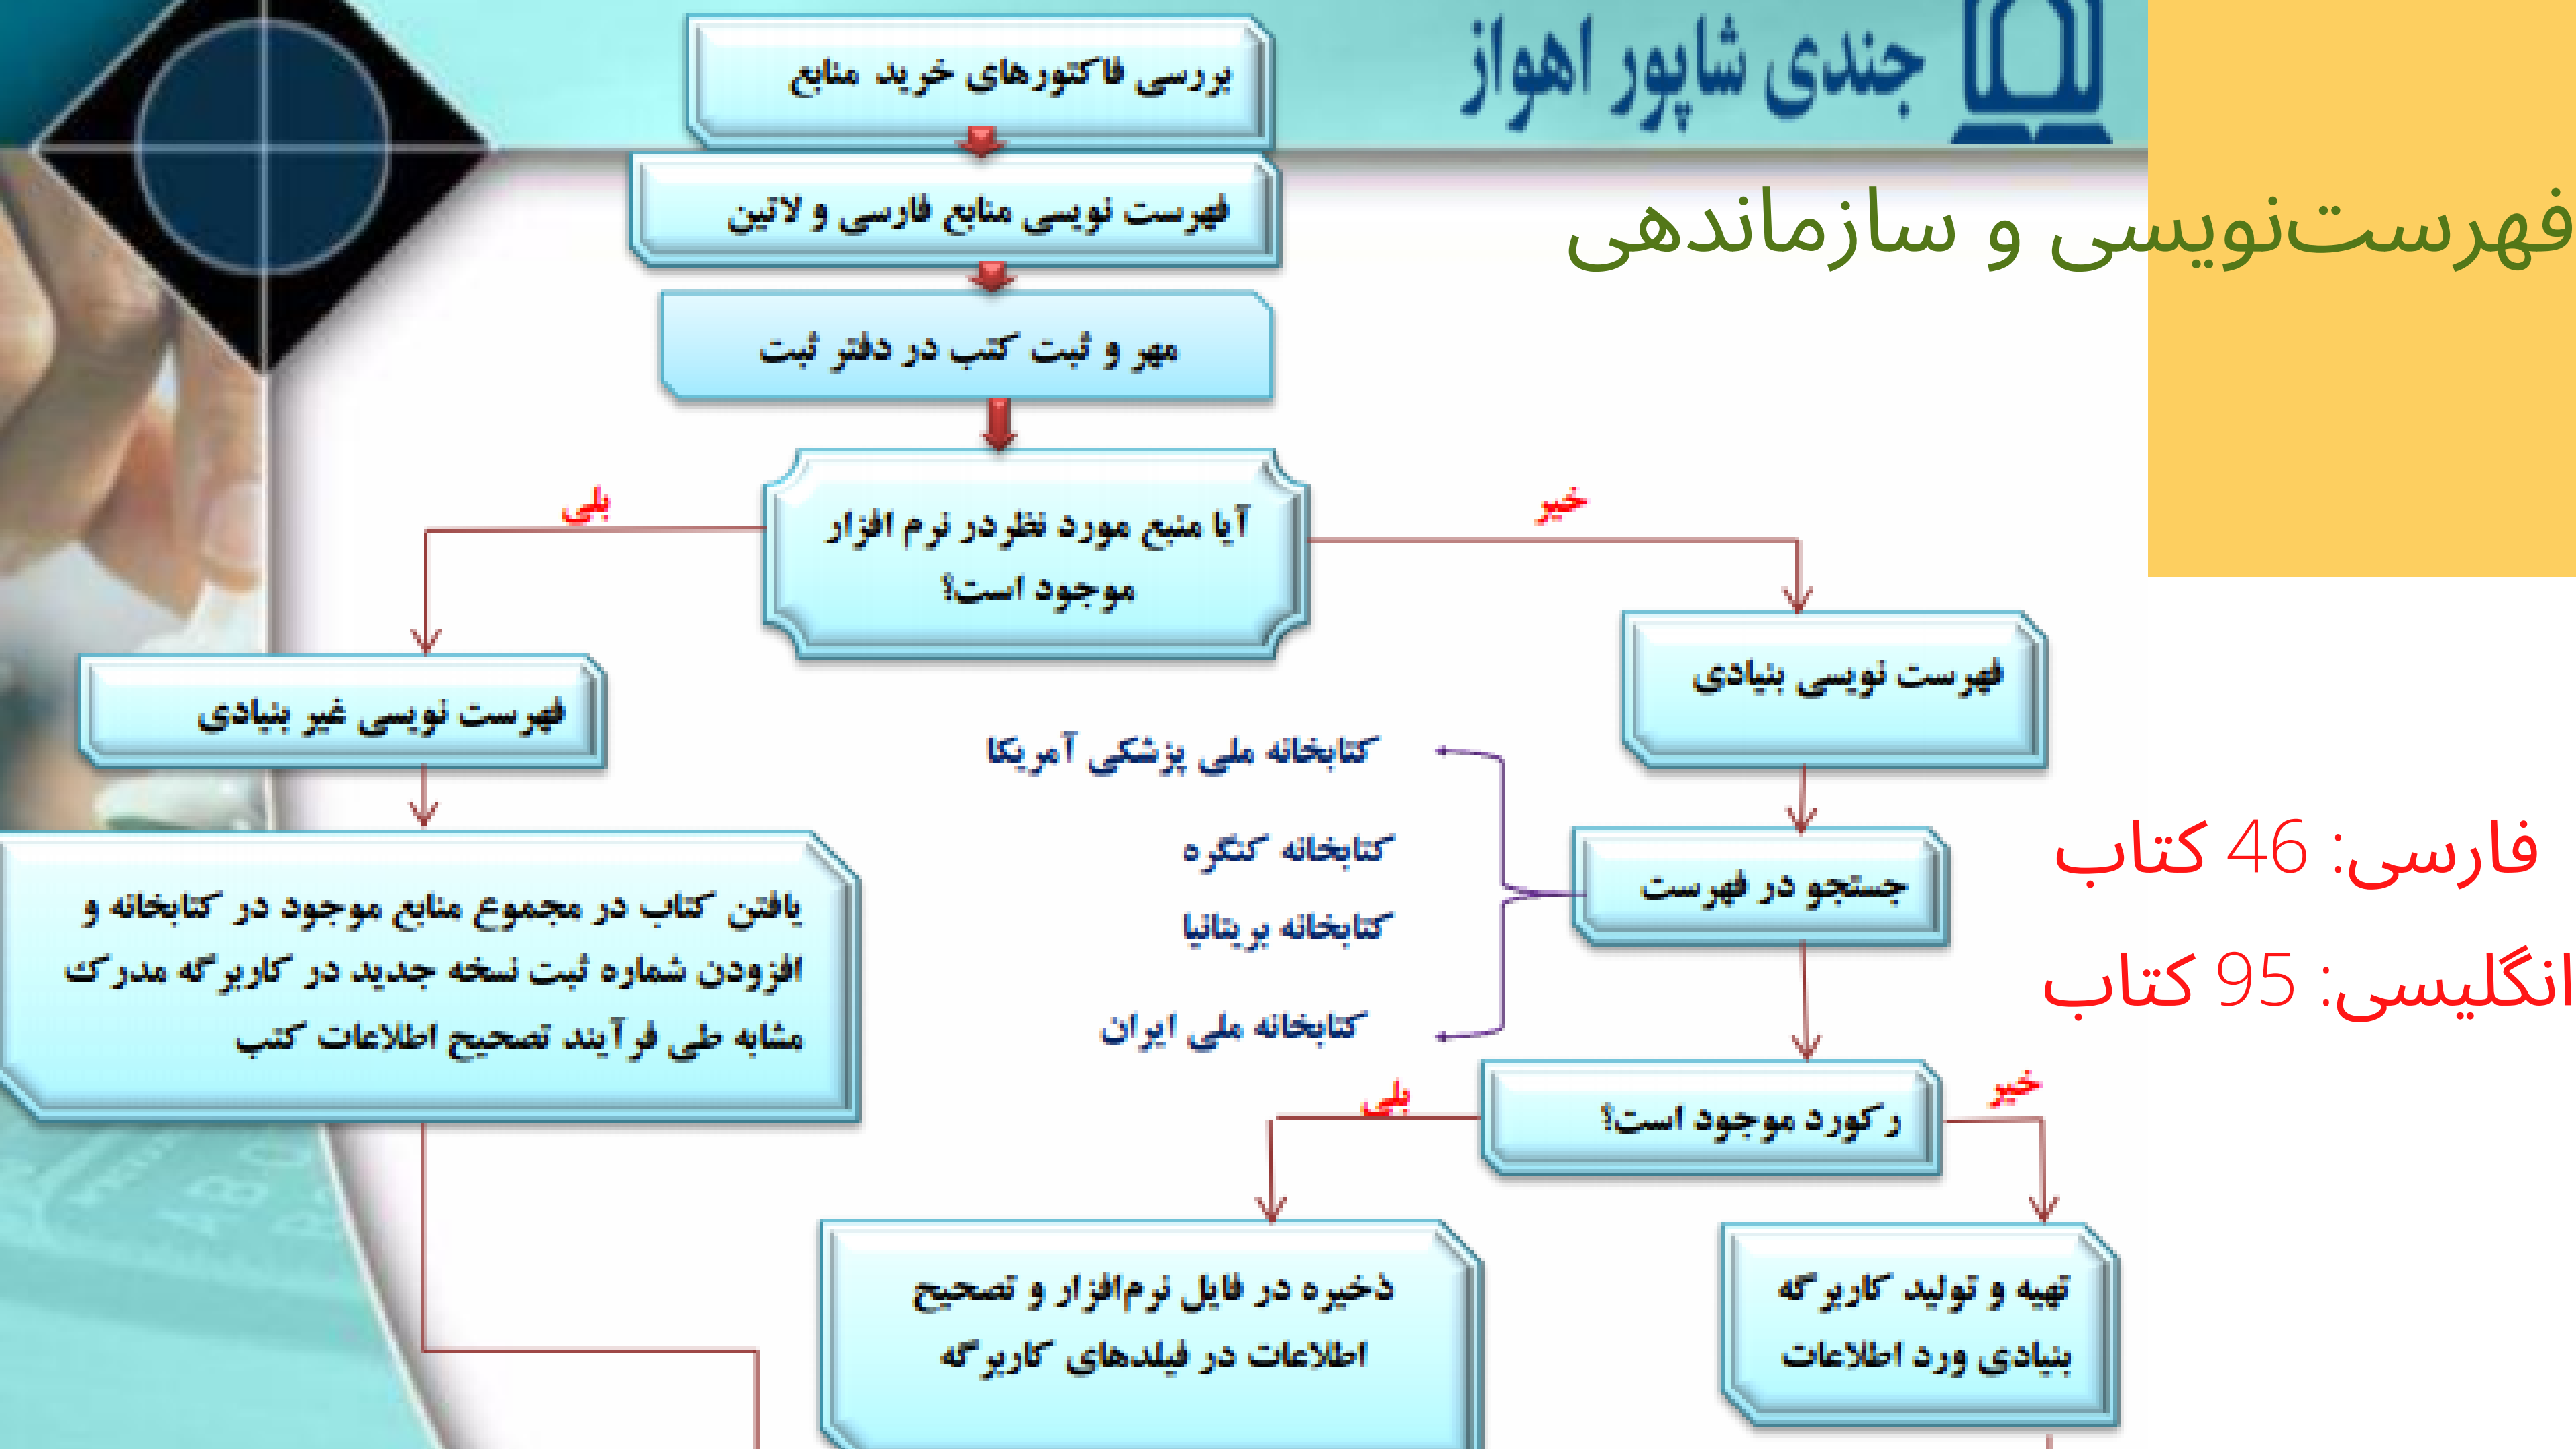 جندی شاپور اهواز
فهرست‌نویسی و سازماندهی
بررسی فاکتورهای خرید منابع
فهرست نویسی منابع فارسی و لاتین
مهر و ثبت کتب در دفتر ثبت
آیا منبع مورد نظردر نرم افزار
موجود است؟
خیر
بلی
فهرست نویسی بنیادی
فهرست نویسی غیر بنیادی
جستجو در فهرست
کتابخانه ملی پزشکی آمریکا
کتابخانه کنگره
کتابخانه بریتانیا
کتابخانه ملی ایران
فارسی: 46 کتاب
انگلیسی: 95 کتاب
یافتن کتاب در مجموع منابع موجود در کتابخانه و
افزودن شماره ثبت نسخه جدید در کاربرگه مدرک
مشابه طی فرآیند تصحیح اطلاعات کتب
رکورد موجود است؟
خیر
بلی
تهیه و تولید کاربرگه
بنیادی ورد اطلاعات
ذخیره در فایل نرم‌افزار و تصحیح
اطلاعات در فیلدهای کاربرگه